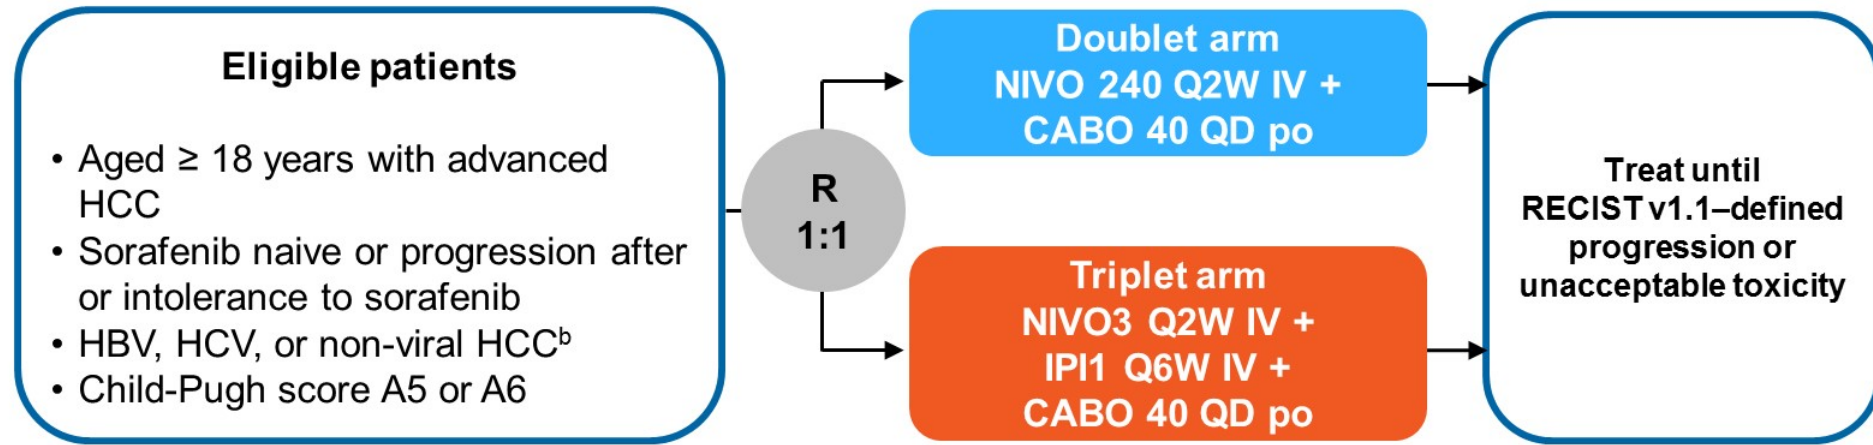 Eligible patients
• Aged ≥ 18 years with advanced
HCC
• Sorafenib naive or progression after
or intolerance to sorafenib
• HBV, HCV, or non-viral HCCᵇ
• Child-Pugh score A5 or A6
R
1:1
Doublet arm
NIVO 240 Q2W IV +
CABO 40 QD po
Triplet arm
NIVO3 Q2W IV +
IPI1 Q6W IV +
CABO 40 QD po
Treat until
RECIST v1.1–defined
progression or
unacceptable toxicity